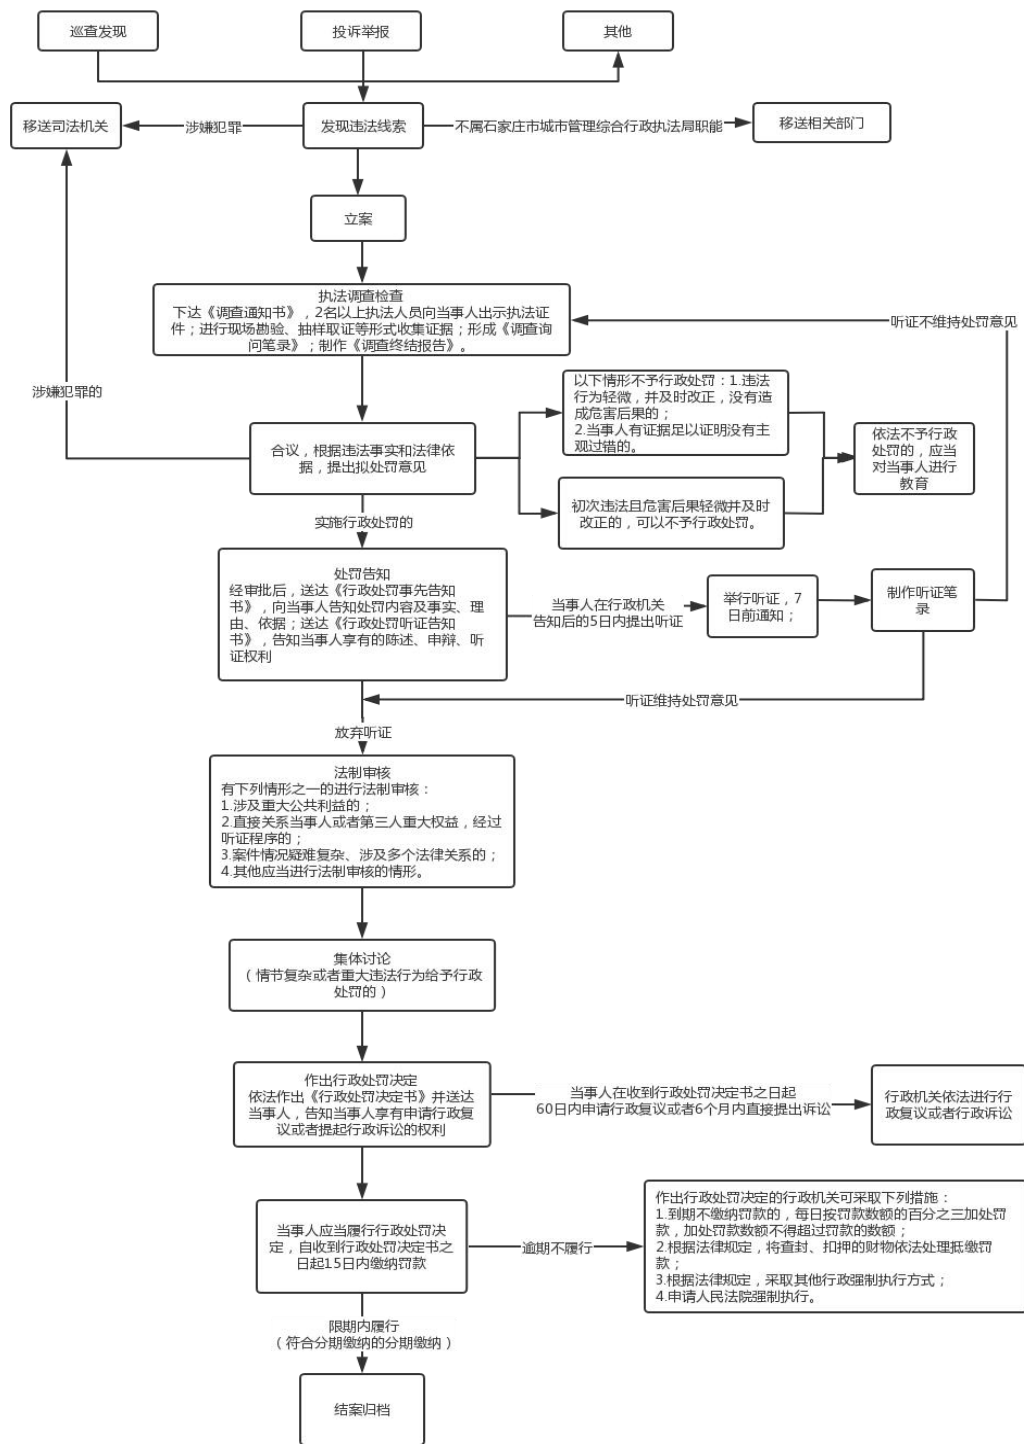 巡查发现
投诉举报
其他
移送司法机关
涉嫌犯罪
发现违法线索
不属石家庄市城市管理综合行政执法局职能
移送相关部门
立案
执法调查检查
下达《调查通知书》，2名以上执法人员向当事人出示执法证
件；进行现场勘验、抽样取证等形式收集证据；形成《调查询
问笔录》；制作《调查终结报告》。
听证不维持处罚意见
涉嫌犯罪的
合议，根据违法事实和法律依
据，提出拟处罚意见
以下情形不予行政处罚：1.违法
行为轻微，并及时改正，没有造
成危害后果的；
2.当事人有证据足以证明没有主
观过错的。
初次违法且危害后果轻微并及时
改正的，可以不予行政处罚。
依法不予行政
处罚的，应当
对当事人进行
教育
实施行政处罚的
处罚告知
经审批后，送达《行政处罚事先告知
书》，向当事人告知处罚内容及事实、理
由、依据；送达《行政处罚听证告知
书》，告知当事人享有的陈述、申辩、听
证权利
当事人在行政机关
告知后的5日内提出听证
举行听证，7
日前通知；
制作听证笔
录
听证维持处罚意见
放弃听证
法制审核
有下列情形之一的进行法制审核：
1.涉及重大公共利益的；
2.直接关系当事人或者第三人重大权益，经过
听证程序的；
3.案件情况疑难复杂、涉及多个法律关系的；
4.其他应当进行法制审核的情形。
集体讨论
（情节复杂或者重大违法行为给予行政
处罚的）
作出行政处罚决定
依法作出《行政处罚决定书》并送达
当事人，告知当事人享有申请行政复
议或者提起行政诉讼的权利
当事人在收到行政处罚决定书之日起
60日内申请行政复议或者6个月内直接提出诉讼
行政机关依法进行行
政复议或者行政诉讼
当事人应当履行行政处罚决
定，自收到行政处罚决定书之
日起15日内缴纳罚款
逾期不履行
作出行政处罚决定的行政机关可采取下列措施：
1.到期不缴纳罚款的，每日按罚款数额的百分之三加处罚
款，加处罚款数额不得超过罚款的数额；
2.根据法律规定，将查封、扣押的财物依法处理抵缴罚
款；
3.根据法律规定，采取其他行政强制执行方式；
4.申请人民法院强制执行。
限期内履行
（符合分期缴纳的分期缴纳）
结案归档